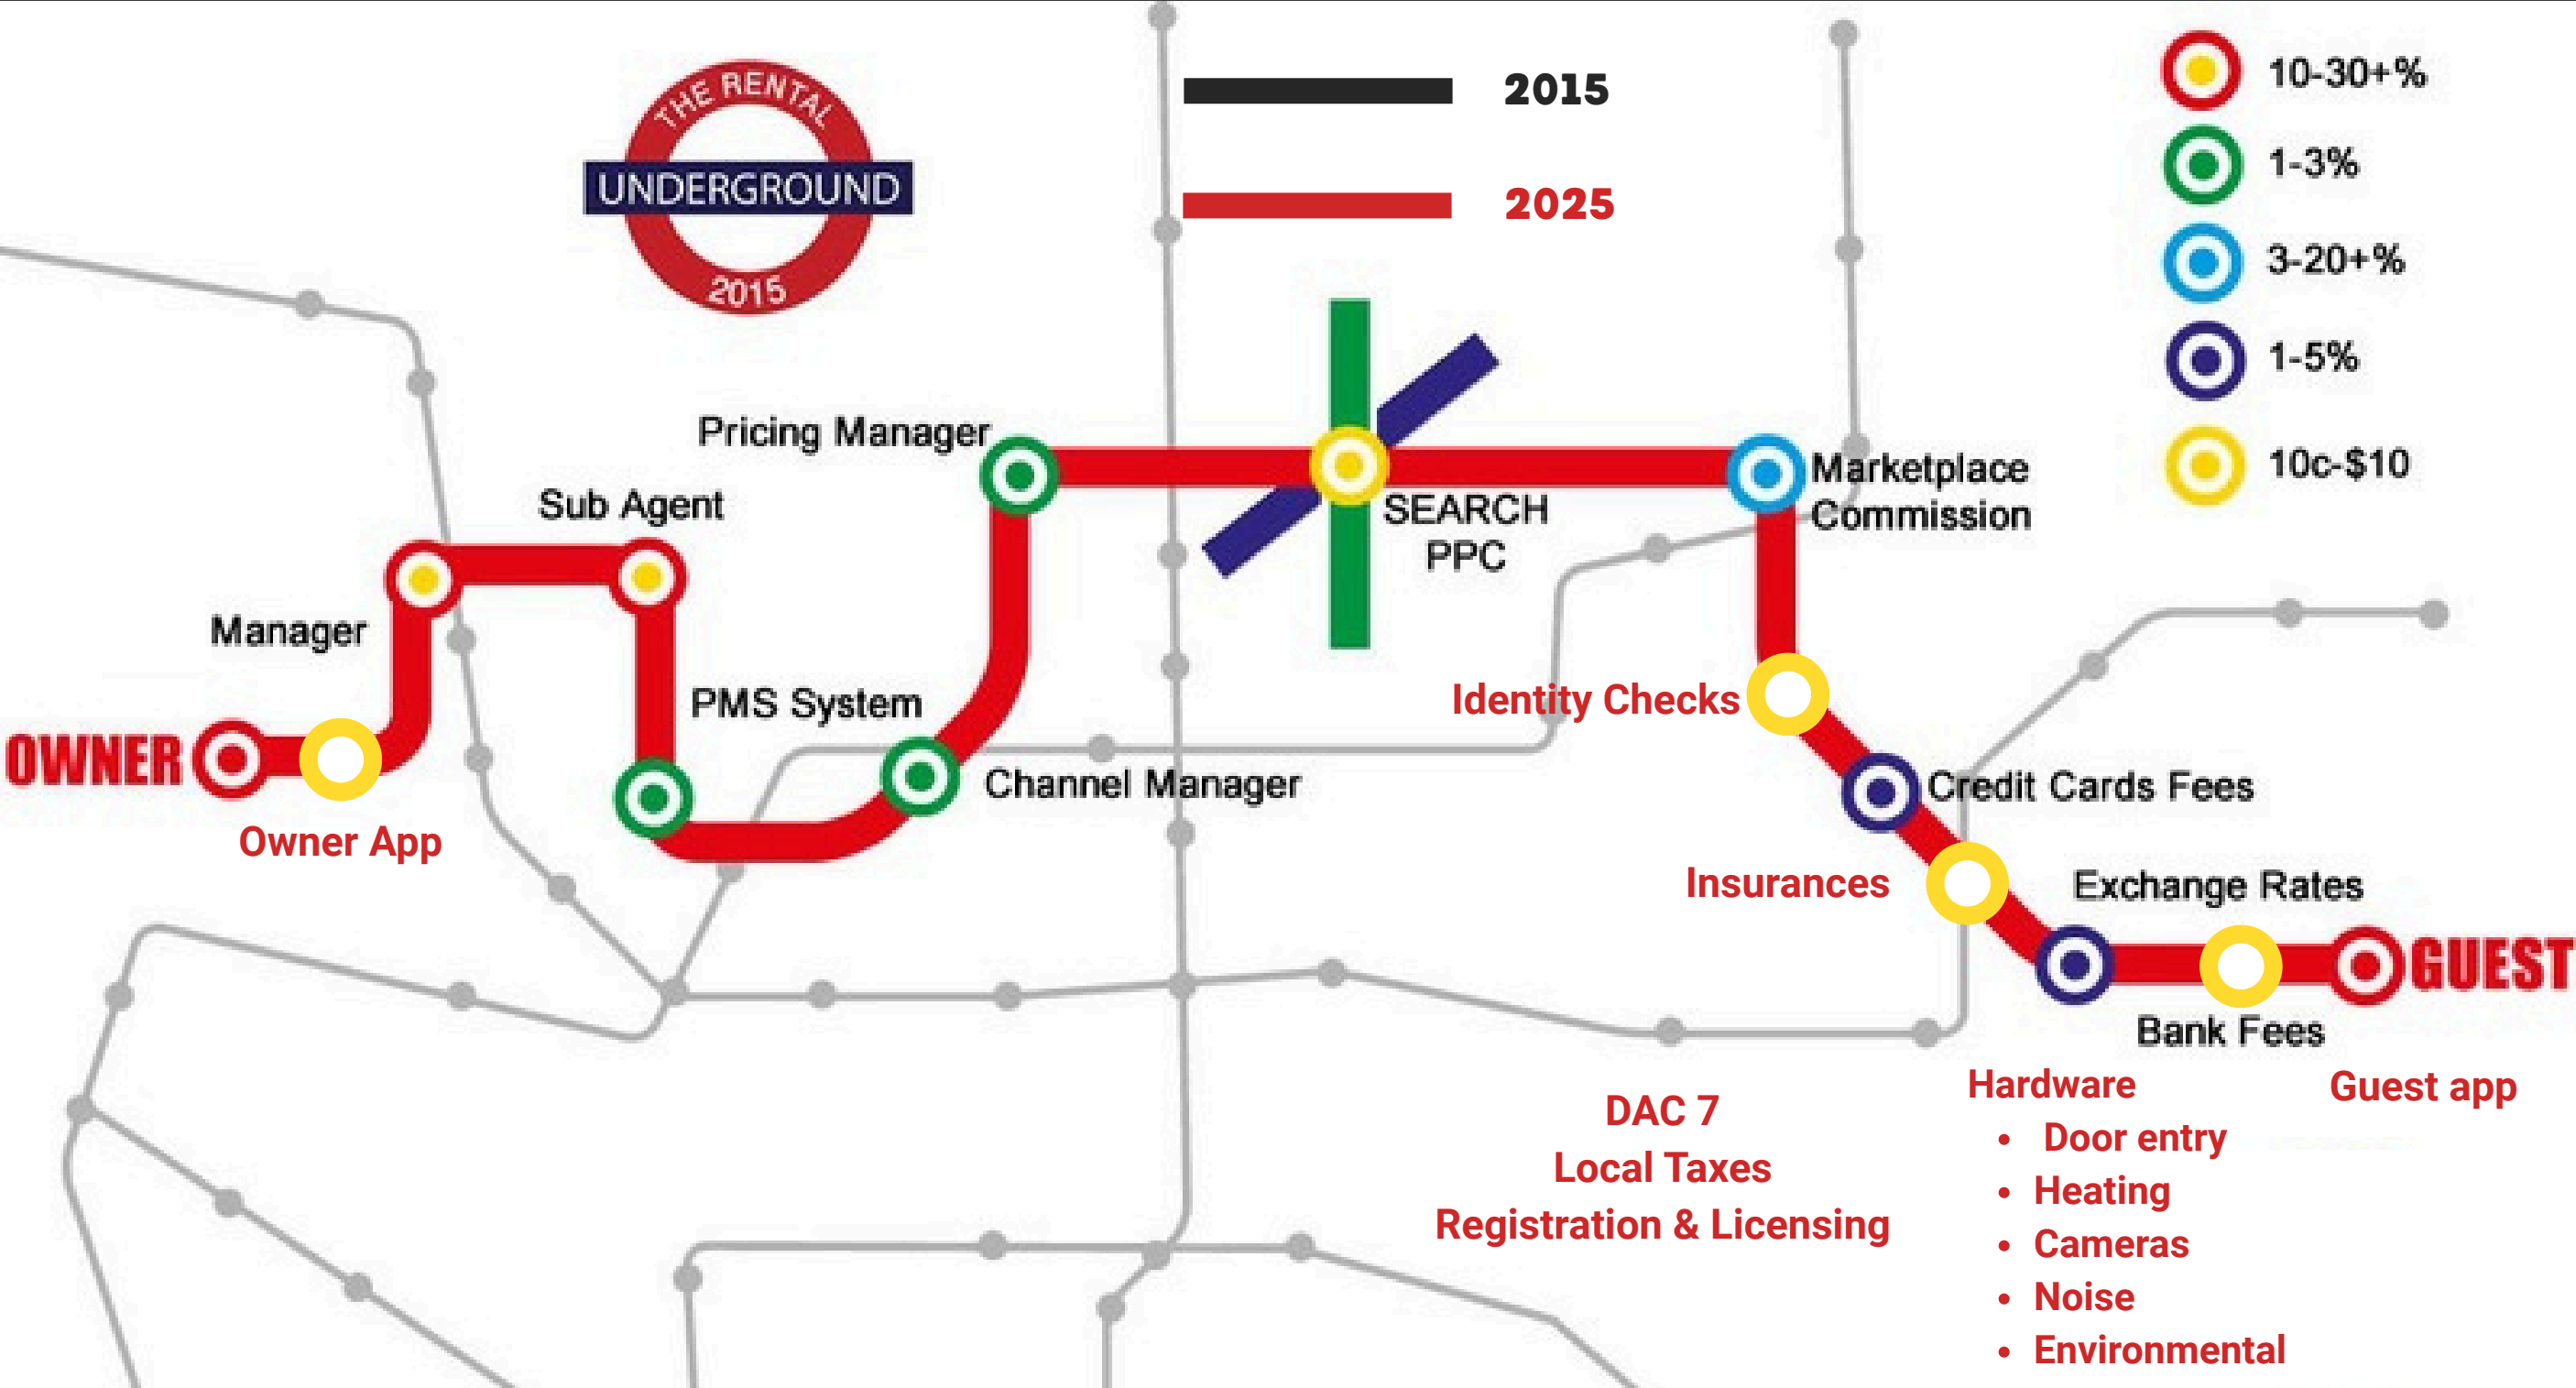 THE RENTAL
UNDERGROUND
2015
2015
2025
10-30+%
1-3%
3-20+%
1-5%
10c-$10
Pricing Manager
Sub Agent
SEARCH
PPC
Marketplace
Commission
Manager
PMS System
Identity Checks
OWNER
Channel Manager
Credit Cards Fees
Owner App
Insurances
Exchange Rates
GUEST
Bank Fees
DAC 7
Local Taxes
Registration & Licensing
Hardware
• Door entry
• Heating
• Cameras
• Noise
• Environmental
Guest app